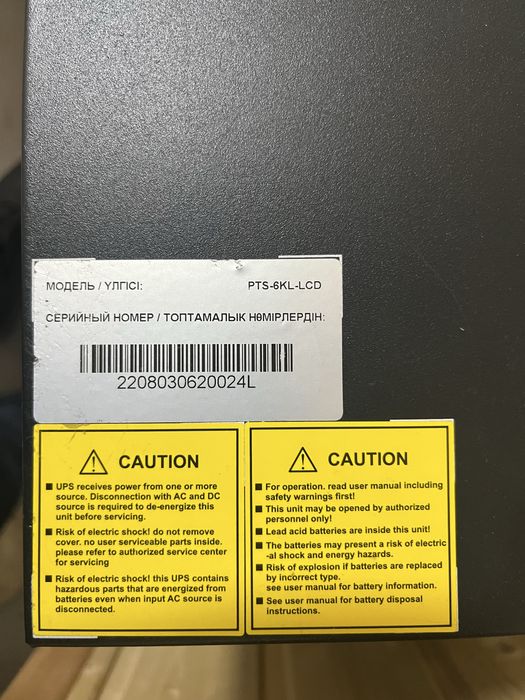 МОДЕЛЬ / ҮЛГІСІ: PTS-6KL-LCD
СЕРИЙНЫЙ НОМЕР / ТОПТАМАЛЫК НӨМІРЛЕРДІН:
2208030620024L
CAUTION
■ UPS receives power from one or more
source. Disconnection with AC and DC
source is required to de-energize this
unit before servicing.
■ Risk of electric shock! do not remove
cover. no user serviceable parts inside.
please refer to authorized service center
for servicing
■ Risk of electric shock! this UPS contains
hazardous parts that are energized from
batteries even when input AC source is
disconnected.
CAUTION
■ For operation. read user manual including
safety warnings first!
■ This unit may be opened by authorized
personnel only!
■ Lead acid batteries are inside this unit!
■ The batteries may present a risk of electric
-al shock and energy hazards.
■ Risk of explosion if batteries are replaced
by incorrect type.
see user manual for battery information.
■ See user manual for battery disposal
instructions.